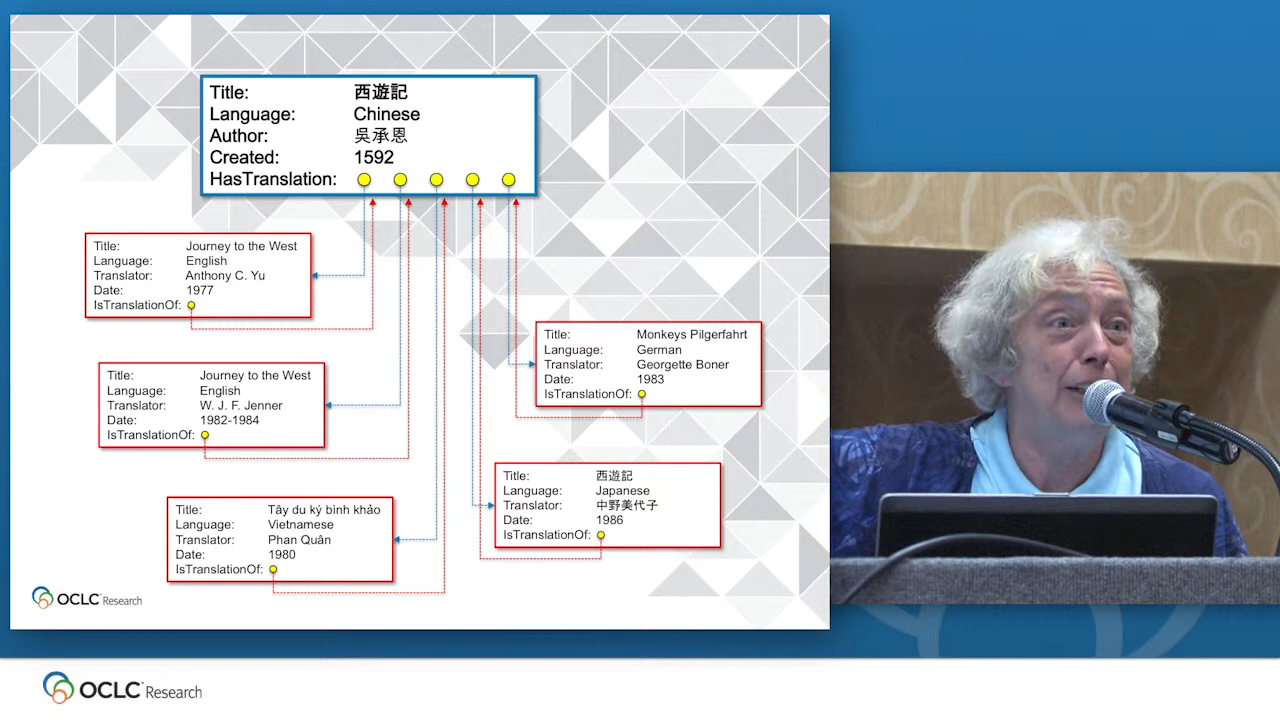 Title: 西遊記
Language: Chinese
Author: 吳承恩
Created: 1592
HasTranslation:
Title: Journey to the West
Language: English
Translator: Anthony C. Yu
Date: 1977
IsTranslationOf:
Title: Journey to the West
Language: English
Translator: W. J. F. Jenner
Date: 1982-1984
IsTranslationOf:
Title: Tây du ký bình khảo
Language: Vietnamese
Translator: Phan Quân
Date: 1980
IsTranslationOf:
Title: Monkeys Pilgerfahrt
Language: German
Translator: Georgette Boner
Date: 1983
IsTranslationOf:
Title: 西遊記
Language: Japanese
Translator: 中野美代子
Date: 1986
IsTranslationOf:
OCLC Research
OCLC Research